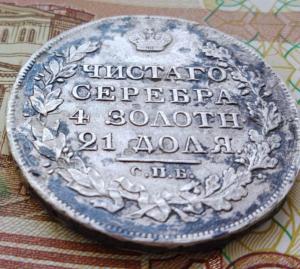 ЧИСТАГО
СЕРЕБРА
4 ЗОЛОТН
21 ДОЛЯ
С.П.Б.